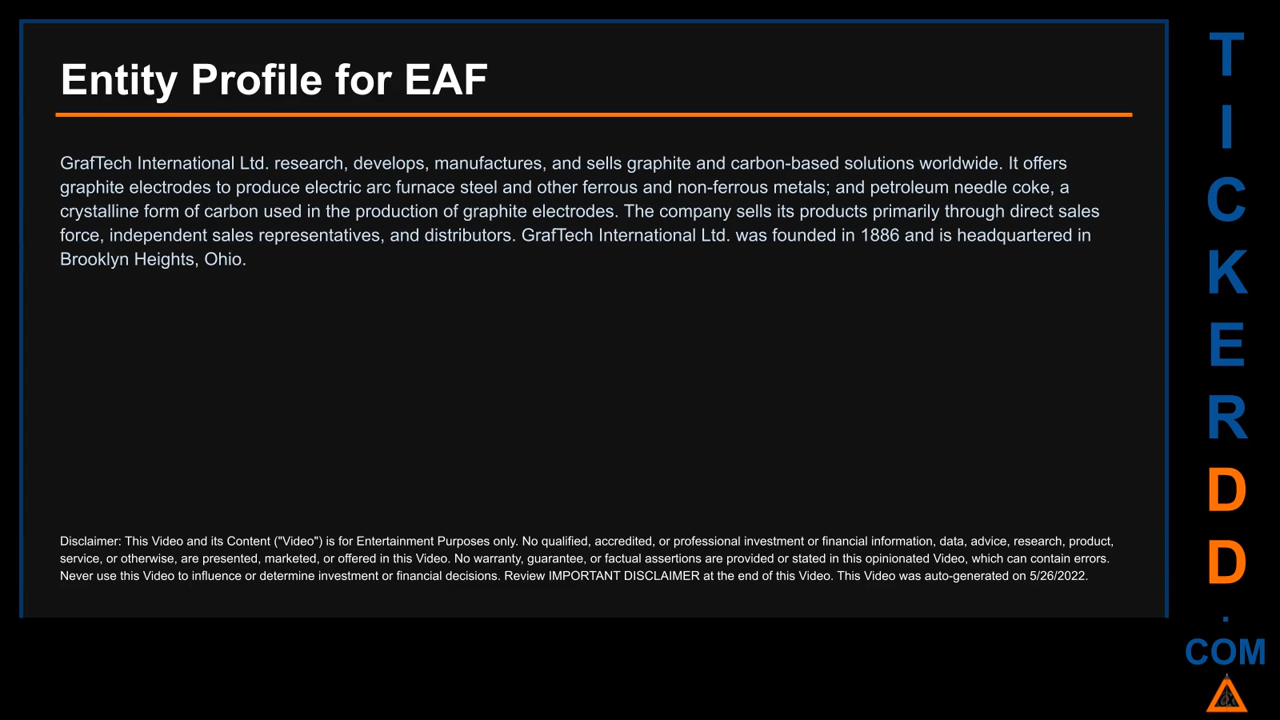 Entity Profile for EAF
GrafTech International Ltd. research, develops, manufactures, and sells graphite and carbon-based solutions worldwide. It offers
graphite electrodes to produce electric arc furnace steel and other ferrous and non-ferrous metals; and petroleum needle coke, a
crystalline form of carbon used in the production of graphite electrodes. The company sells its products primarily through direct sales
force, independent sales representatives, and distributors. GrafTech International Ltd. was founded in 1886 and is headquartered in
Brooklyn Heights, Ohio.
Disclaimer: This Video and its Content ("Video") is for Entertainment Purposes only. No qualified, accredited, or professional investment or financial information, data, advice, research, product,
service, or otherwise, are presented, marketed, or offered in this Video. No warranty, guarantee, or factual assertions are provided or stated in this opinionated Video, which can contain errors.
Never use this Video to influence or determine investment or financial decisions. Review IMPORTANT DISCLAIMER at the end of this Video. This Video was auto-generated on 5/26/2022.
T
I
C
K
E
R
D
D
.
COM